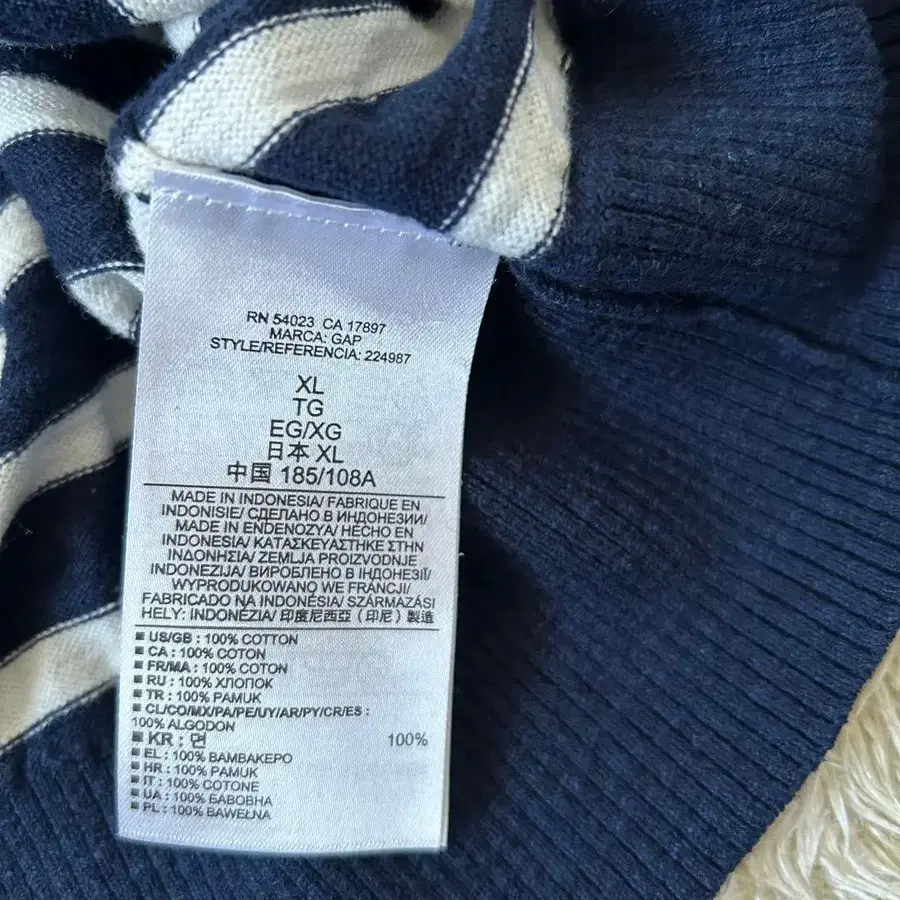 RN 54023 CA 17897
MARCA: GAP
STYLE/REFERENCIA: 224987
XL
TG
EG/XG
日本 XL
中国 185/108A
MADE IN INDONESIA/ FABRIQUE EN
INDONISIE/ СДЕЛАНО В ИНДОНЕЗИИ/
MADE IN ENDENOZYA/ HECHO EN
INDONESIA/ ΚΑΤΑΣΚΕΥΑΣΤΗΚΕ ΣΤΗΝ
ΙΝΔΟΝΗΣΙΑ/ ZEMLJA PROIZVODNJE
INDONEZIJA/ ВИРОБЛЕНО В ІНДОНЕЗІЇ/
WYPRODUKOWANO WE FRANCJI/
FABRICADO NA INDONÉSIA/ SZÁRMAZÁSI
HELY: INDONÉZIA/ 印度尼西亞 (印尼) 製造
■ US/GB : 100% COTTON
■ CA : 100% COTON
■ FR/MA : 100% COTON
■ RU : 100% ХЛОПОК
■ TR : 100% PAMUK
■ CL/CO/MX/PA/PE/UY/AR/PY/CR/ES :
100% ALGODON
■ KR : 면 100%
■ EL : 100% ΒΑΜΒΑΚΕΡΟ
■ HR : 100% PAMUK
■ IT : 100% COTONE
■ UA : 100% БАВОВНА
■ PL : 100% BAWEŁNA